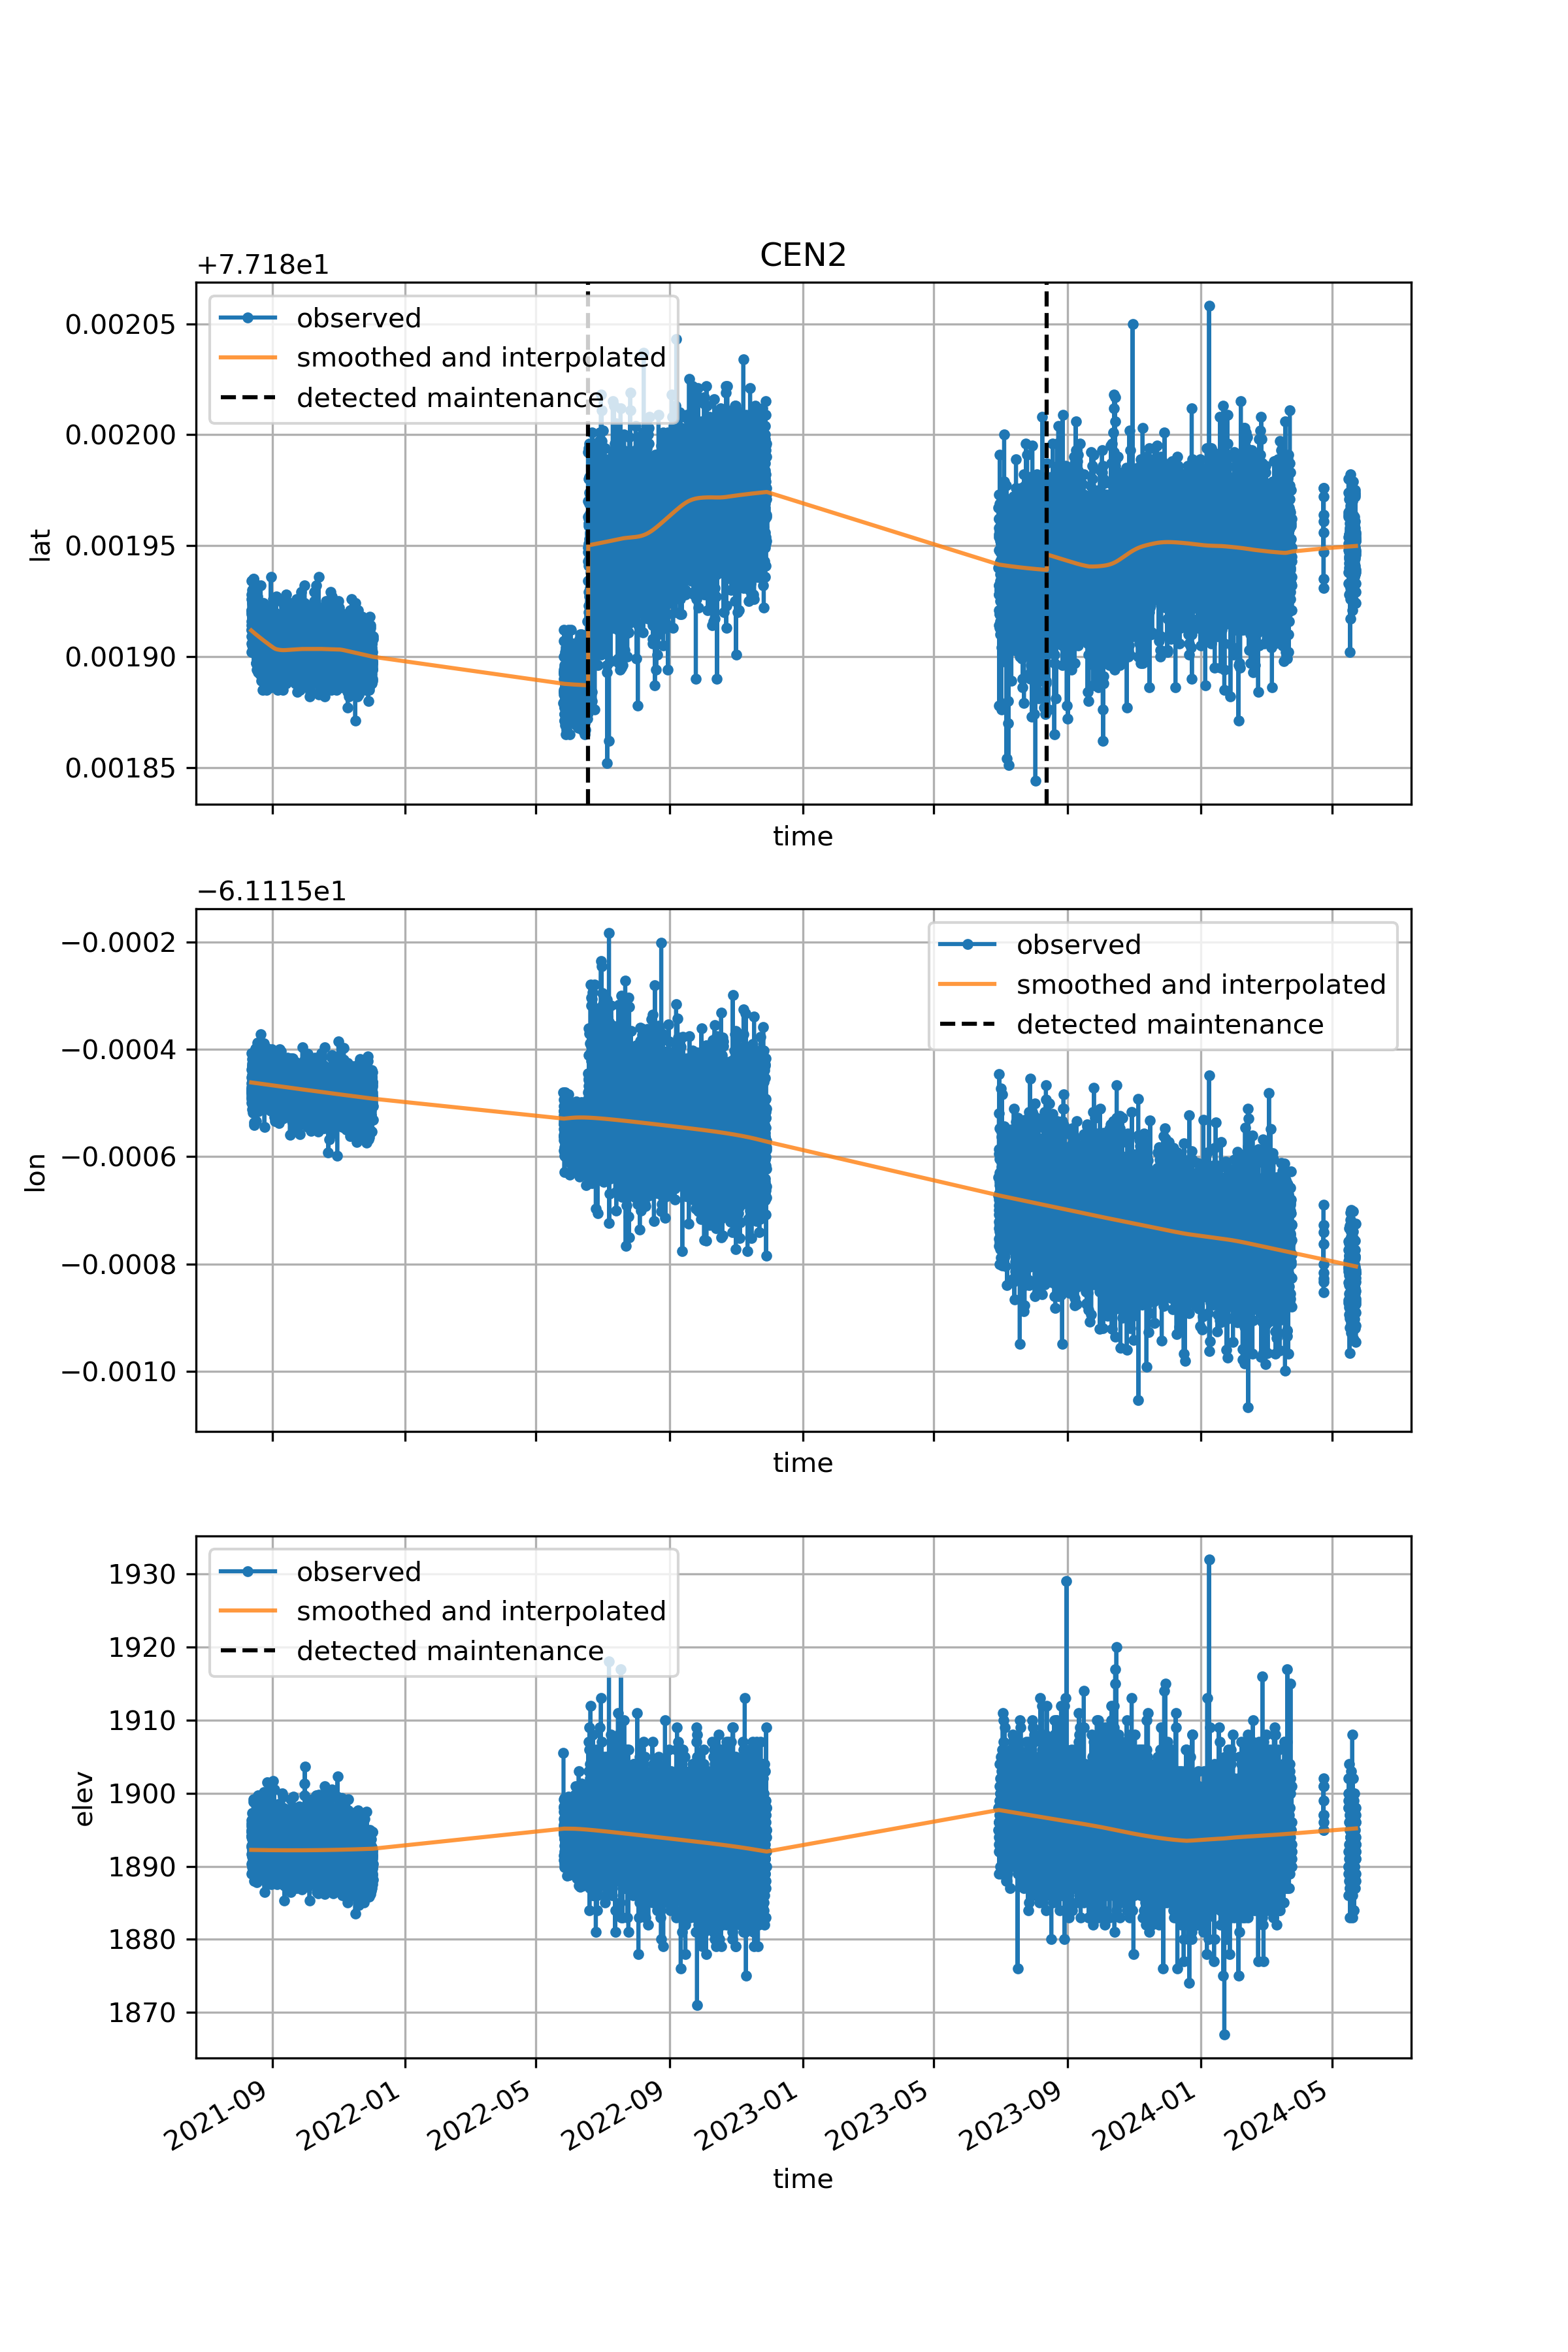 CEN2
+7.718e1
observed
smoothed and interpolated
detected maintenance
0.00205
0.00200
0.00195
0.00190
0.00185
lat
time
−6.1115e1
observed
smoothed and interpolated
detected maintenance
−0.0002
−0.0004
−0.0006
−0.0008
−0.0010
lon
time
observed
smoothed and interpolated
detected maintenance
1930
1920
1910
1900
1890
1880
1870
elev
2021-09
2022-01
2022-05
2022-09
2023-01
2023-05
2023-09
2024-01
2024-05
time